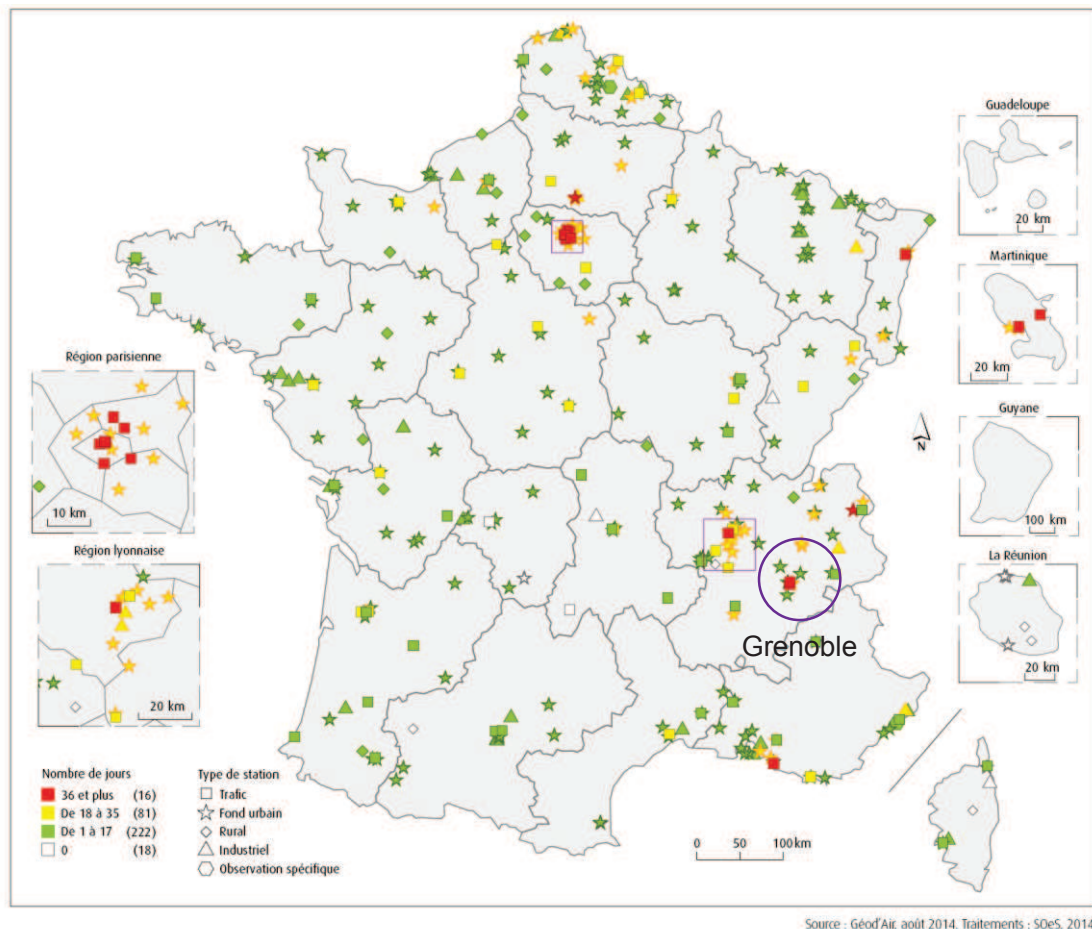 Guadeloupe
20 km
Martinique
20 km
Région parisienne
N
Guyane
10 km
100 km
Région lyonnaise
La Réunion
Grenoble
20 km
20 km
Nombre de jours
36 et plus (16)
De 18 à 35 (81)
De 1 à 17 (222)
0 (18)
Type de station
Trafic
Fond urbain
Rural
Industriel
Observation spécifique
0 50 100 km
Source : Géod'Air, août 2014. Traitements : SOeS, 2014